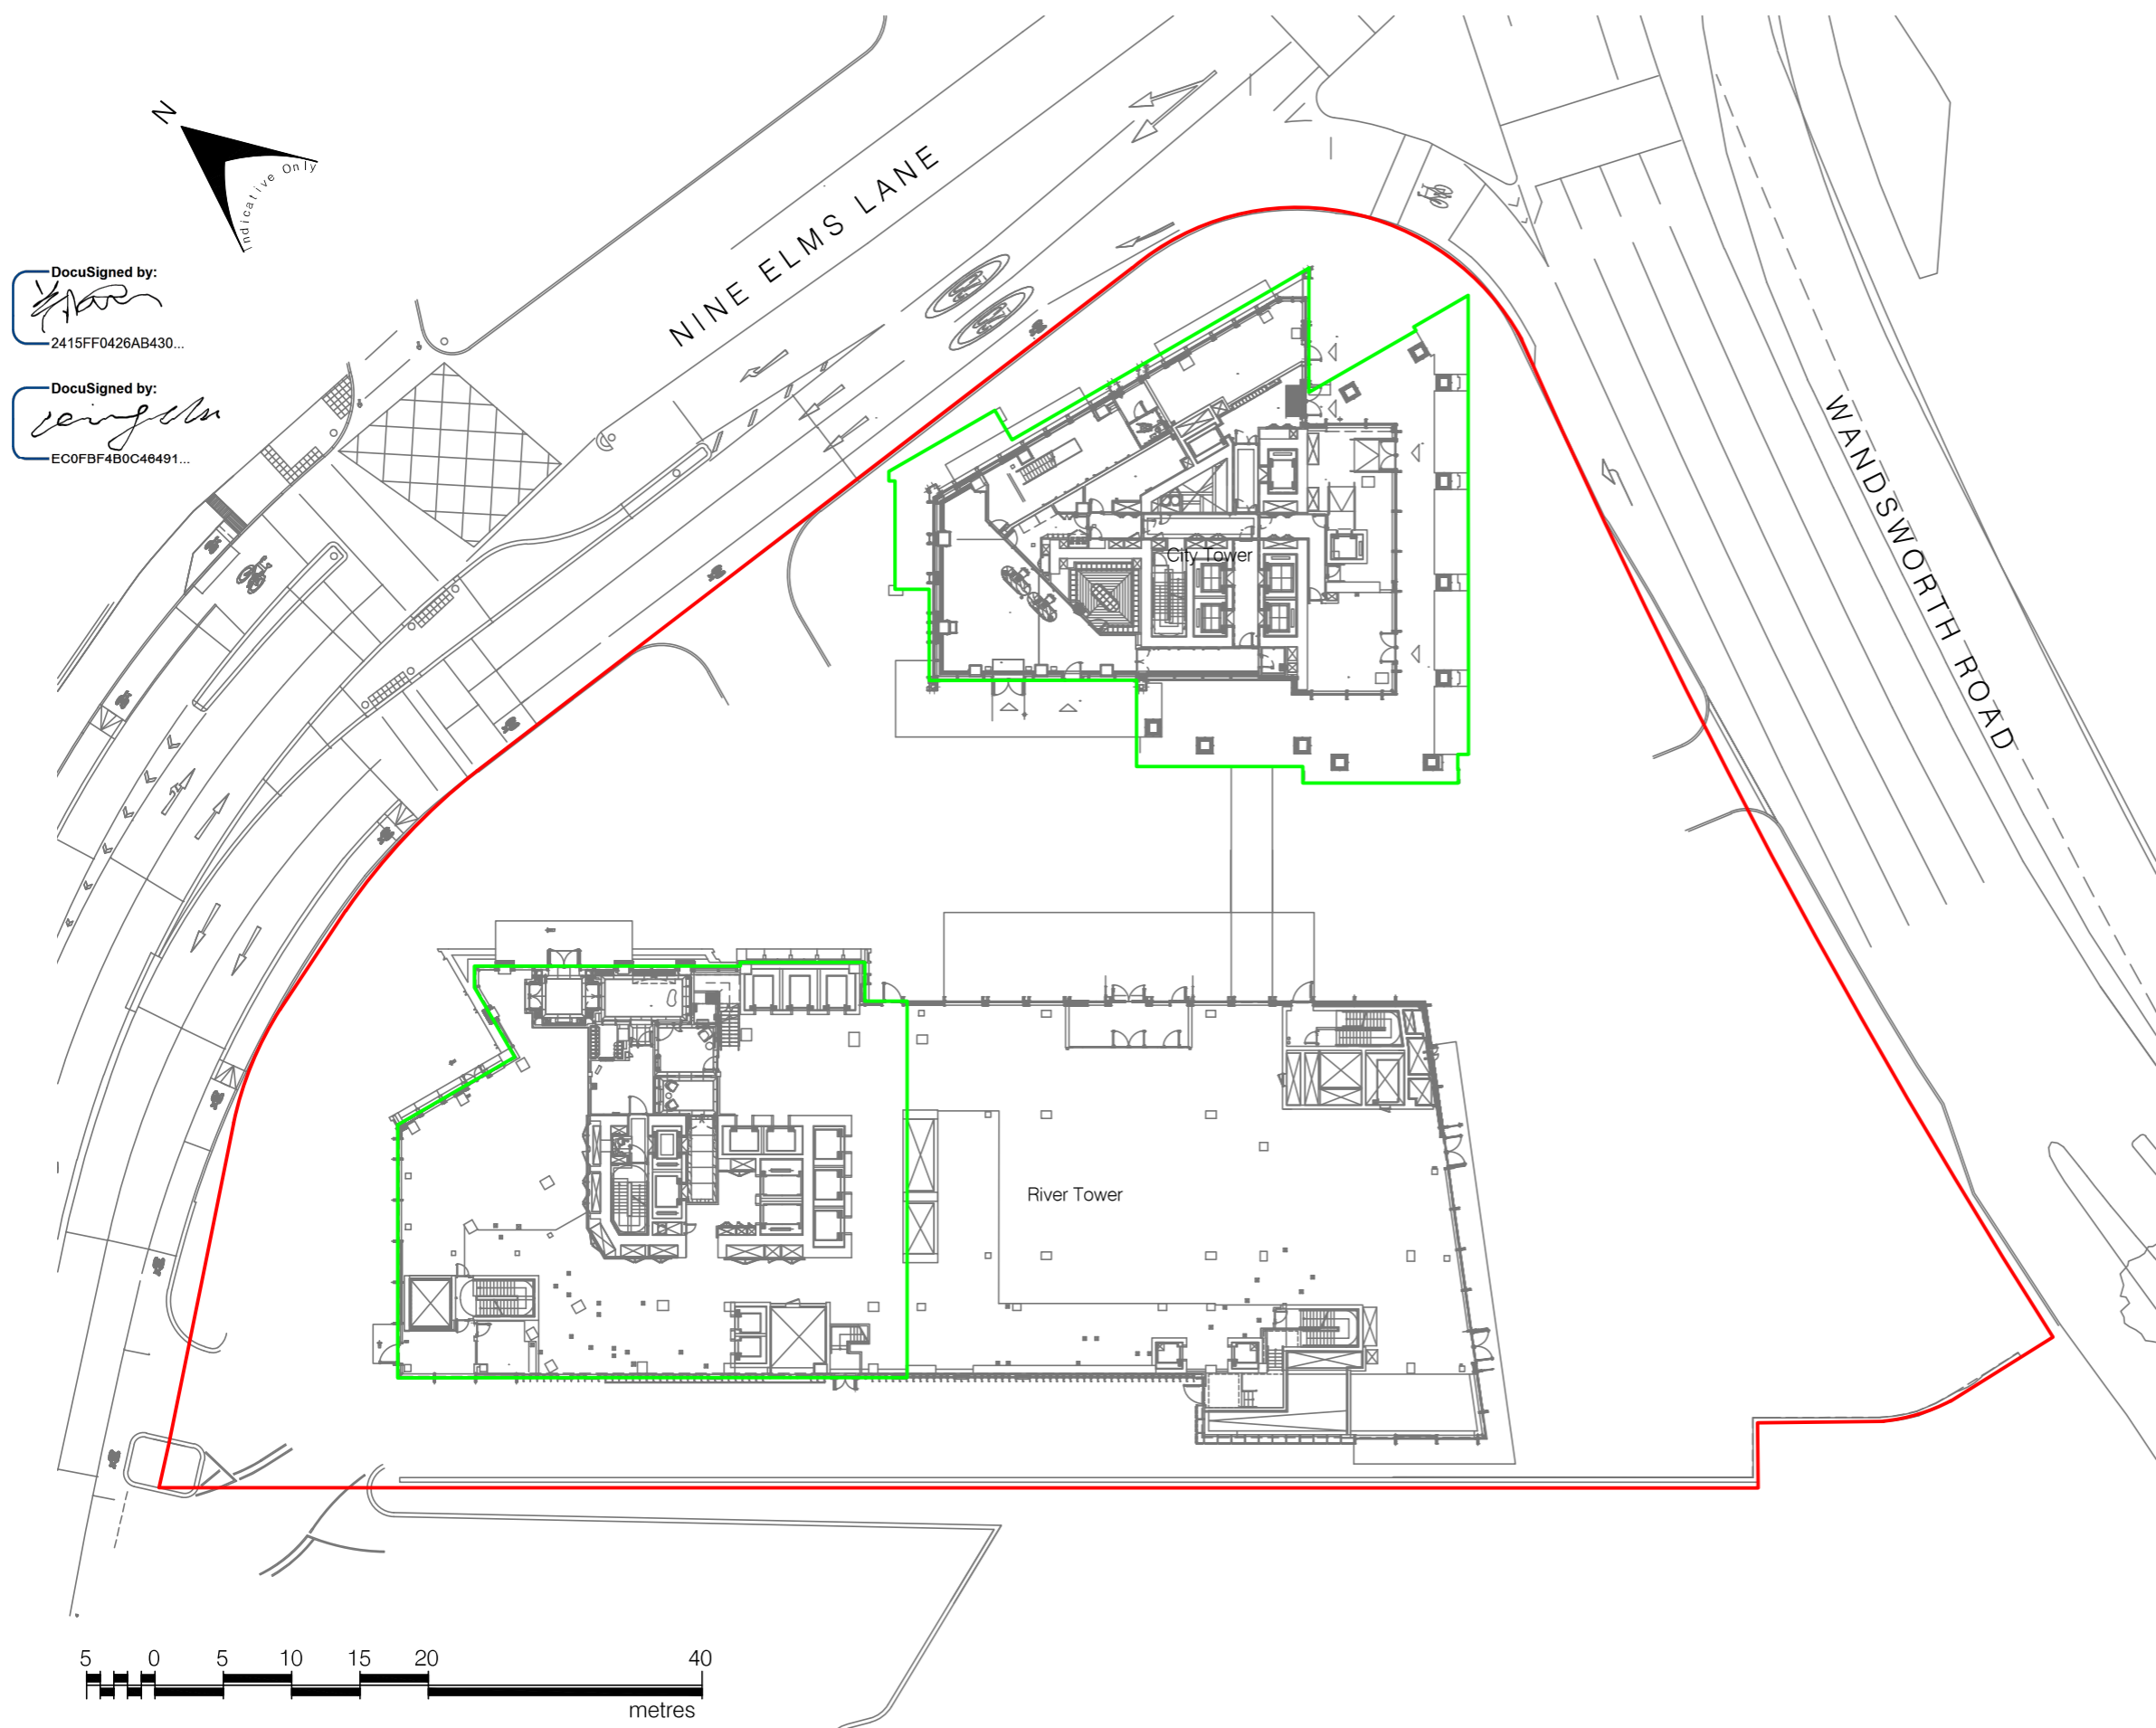 N
Indicative Only
DocuSigned by:
2415FF0426AB430...
DocuSigned by:
EC0FBF4B0C46491...
NINE ELMS LANE
WANDSWORTH ROAD
City Tower
River Tower
5 0 5 10 15 20 40
metres